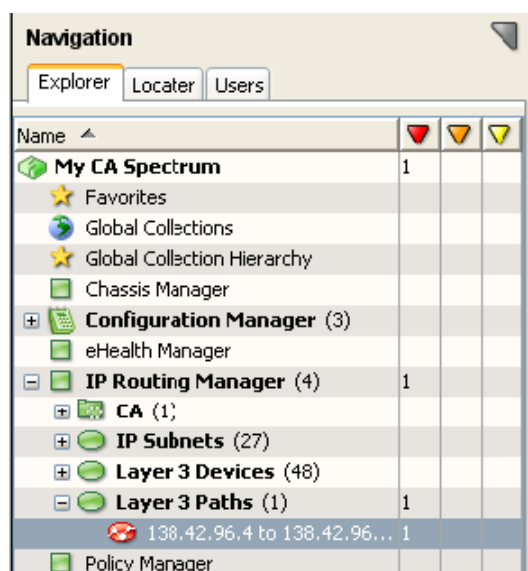 Navigation
Explorer Locater Users
Name
My CA Spectrum 1
Favorites
Global Collections
Global Collection Hierarchy
Chassis Manager
Configuration Manager (3)
eHealth Manager
IP Routing Manager (4) 1
CA (1)
IP Subnets (27)
Layer 3 Devices (48)
Layer 3 Paths (1) 1
138.42.96.4 to 138.42.96... 1
Policy Manager